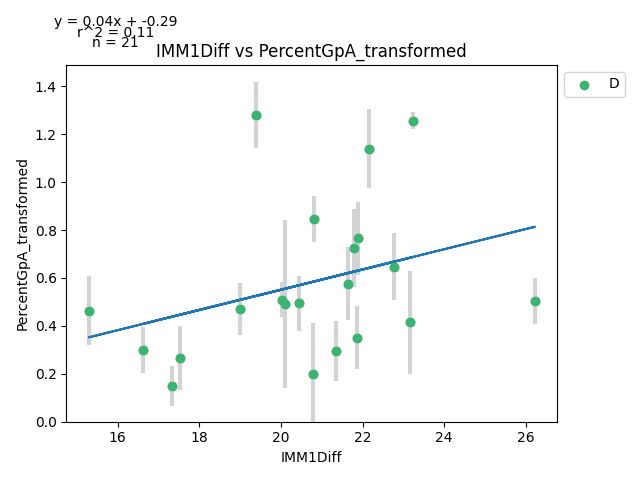 y = 0.04x + -0.29
r^2 = 0.11
n = 21
IMM1Diff vs PercentGpA_transformed
D
PercentGpA_transformed
1.4
1.2
1.0
0.8
0.6
0.4
0.2
0.0
16 18 20 22 24 26
IMM1Diff